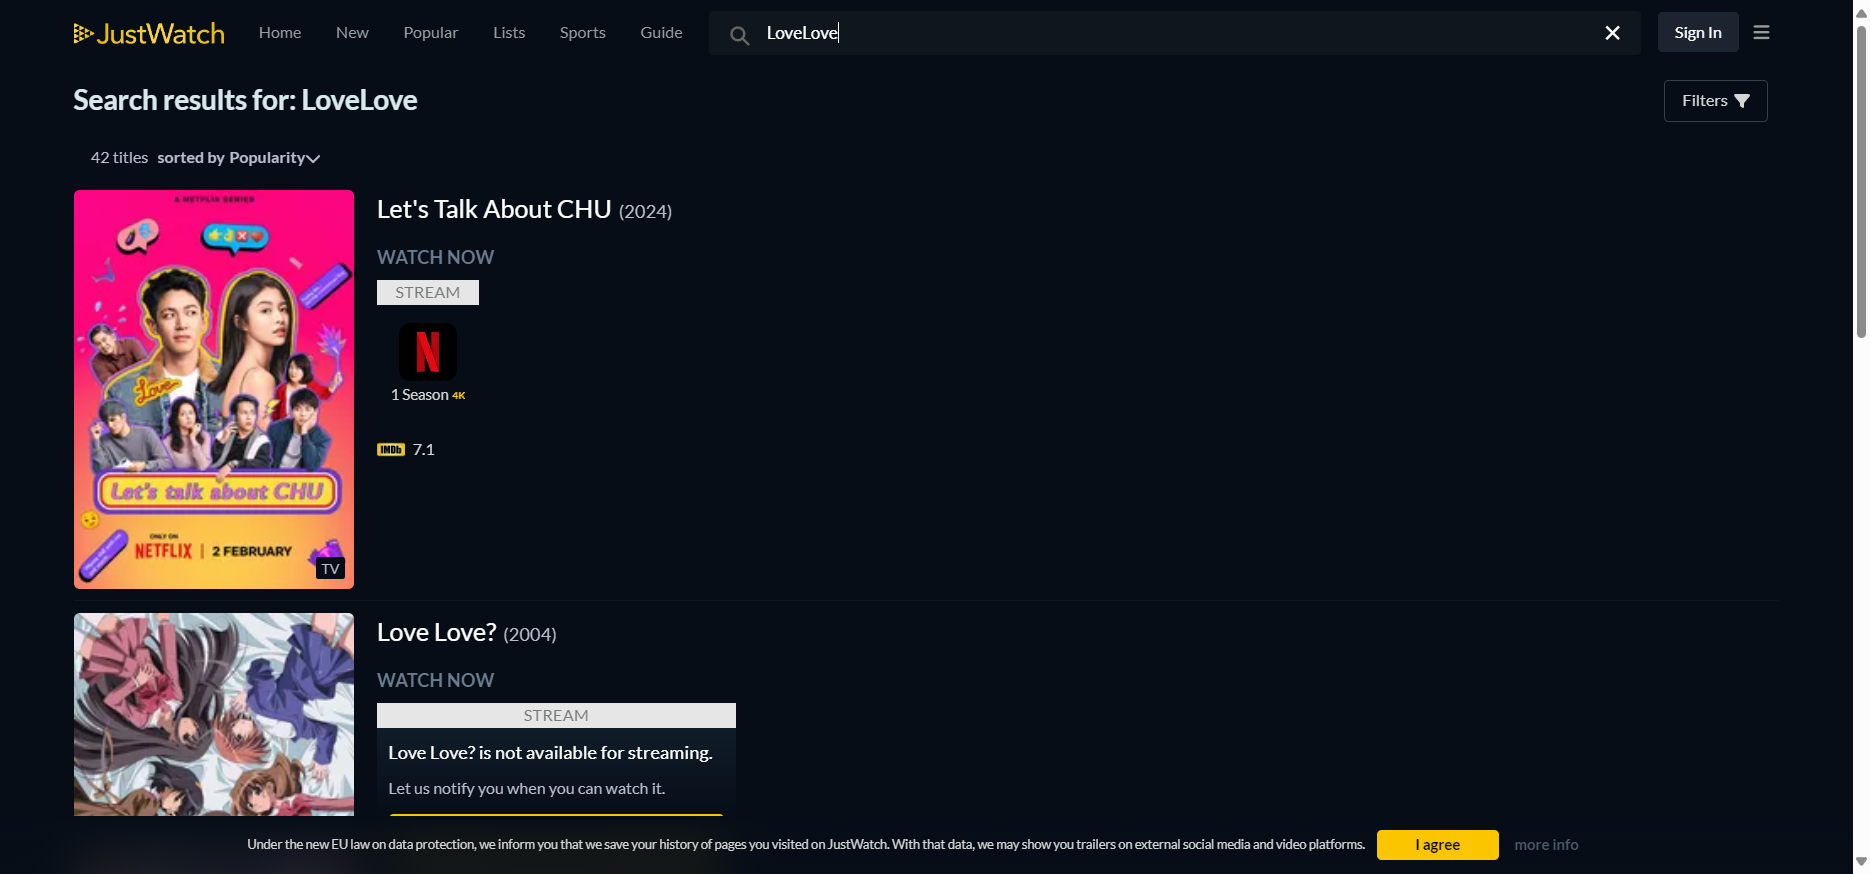 JustWatch
Home New Popular Lists Sports Guide
LoveLove
Sign In
Search results for: LoveLove
Filters
42 titles sorted by Popularity
A NETFLIX SERIES
Love
Let's talk about CHU
ONLY ON
NETFLIX | 2 FEBRUARY
TV
Let's Talk About CHU (2024)
WATCH NOW
STREAM
N
1 Season 4K
IMDb 7.1
Love Love? (2004)
WATCH NOW
STREAM
Love Love? is not available for streaming.
Let us notify you when you can watch it.
Under the new EU law on data protection, we inform you that we save your history of pages you visited on JustWatch. With that data, we may show you trailers on external social media and video platforms.
I agree
more info